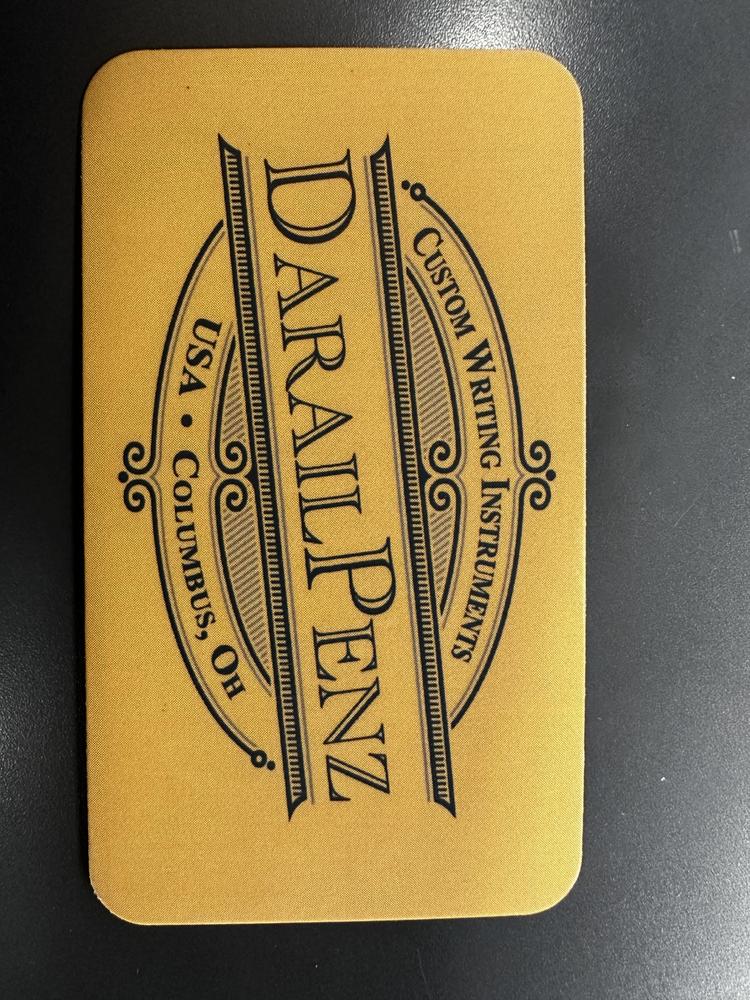 Custom Writing Instruments
DarailPenz
USA • Columbus, Oh